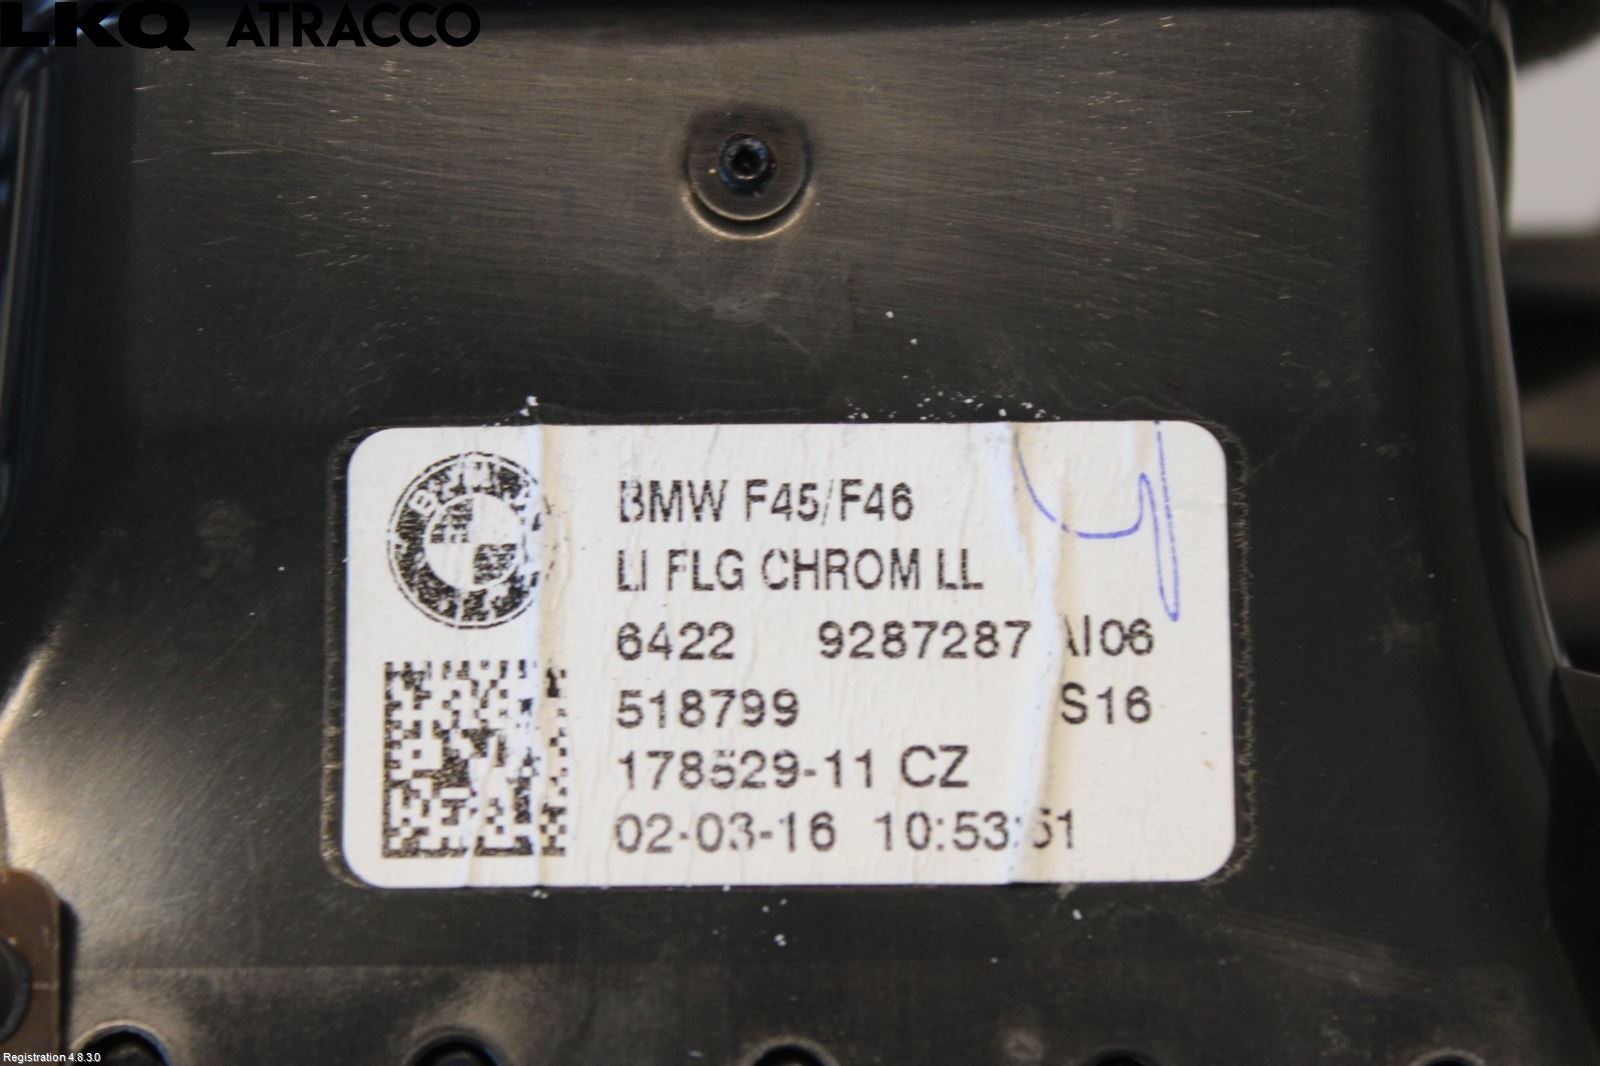 LKQ ATRACCO
BMW F45/F46
LI FLG CHROM LL
6422 9287287 AI06
518799 S16
178529-11 CZ
02-03-16 10:53:51
Registration 4.8.3.0